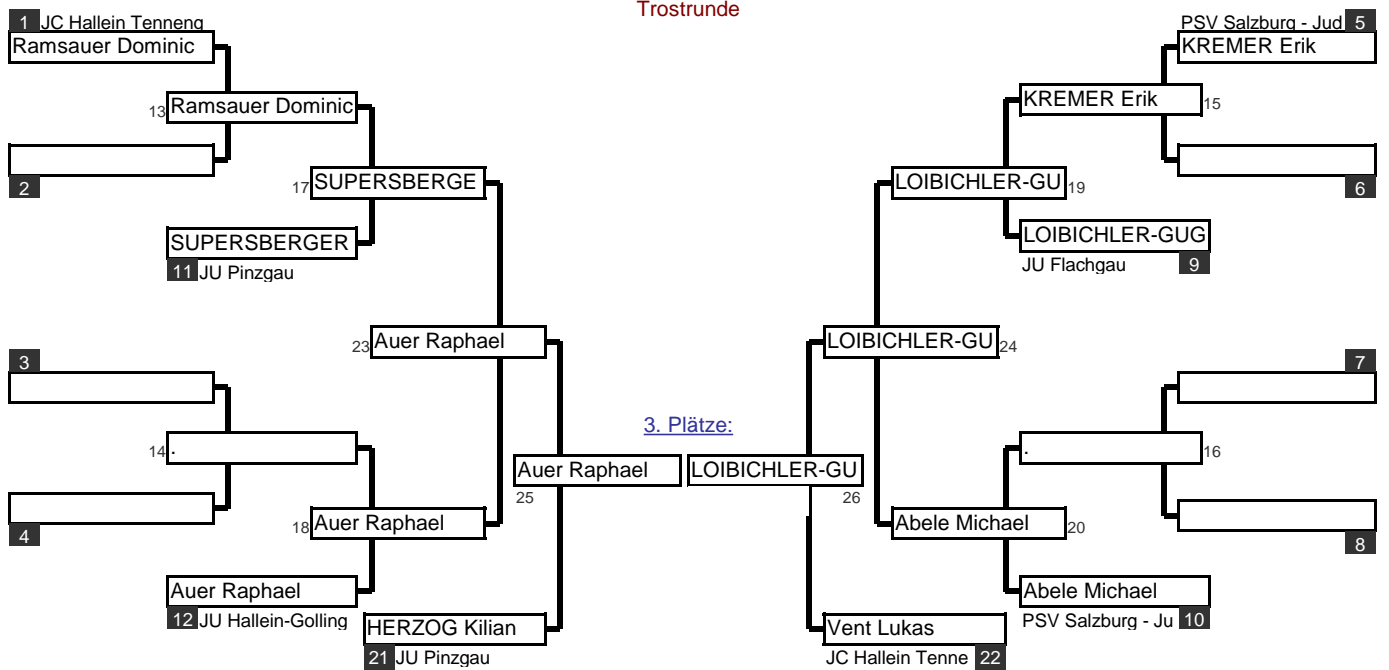 Trostrunde
1 JC Hallein Tenneng
PSV Salzburg - Jud 5
Ramsauer Dominic
KREMER Erik
13 Ramsauer Dominic
KREMER Erik 15
2
17 SUPERSBERGE
LOIBICHLER-GU 19
6
SUPERSBERGER
LOIBICHLER-GUG
11 JU Pinzgau
JU Flachgau 9
23 Auer Raphael
LOIBICHLER-GU 24
3
7
3. Plätze:
14 .
. 16
Auer Raphael
LOIBICHLER-GU
25
26
4
18 Auer Raphael
Abele Michael 20
8
Auer Raphael
Abele Michael
12 JU Hallein-Golling
PSV Salzburg - Ju 10
HERZOG Kilian
Vent Lukas
21 JU Pinzgau
JC Hallein Tenne 22